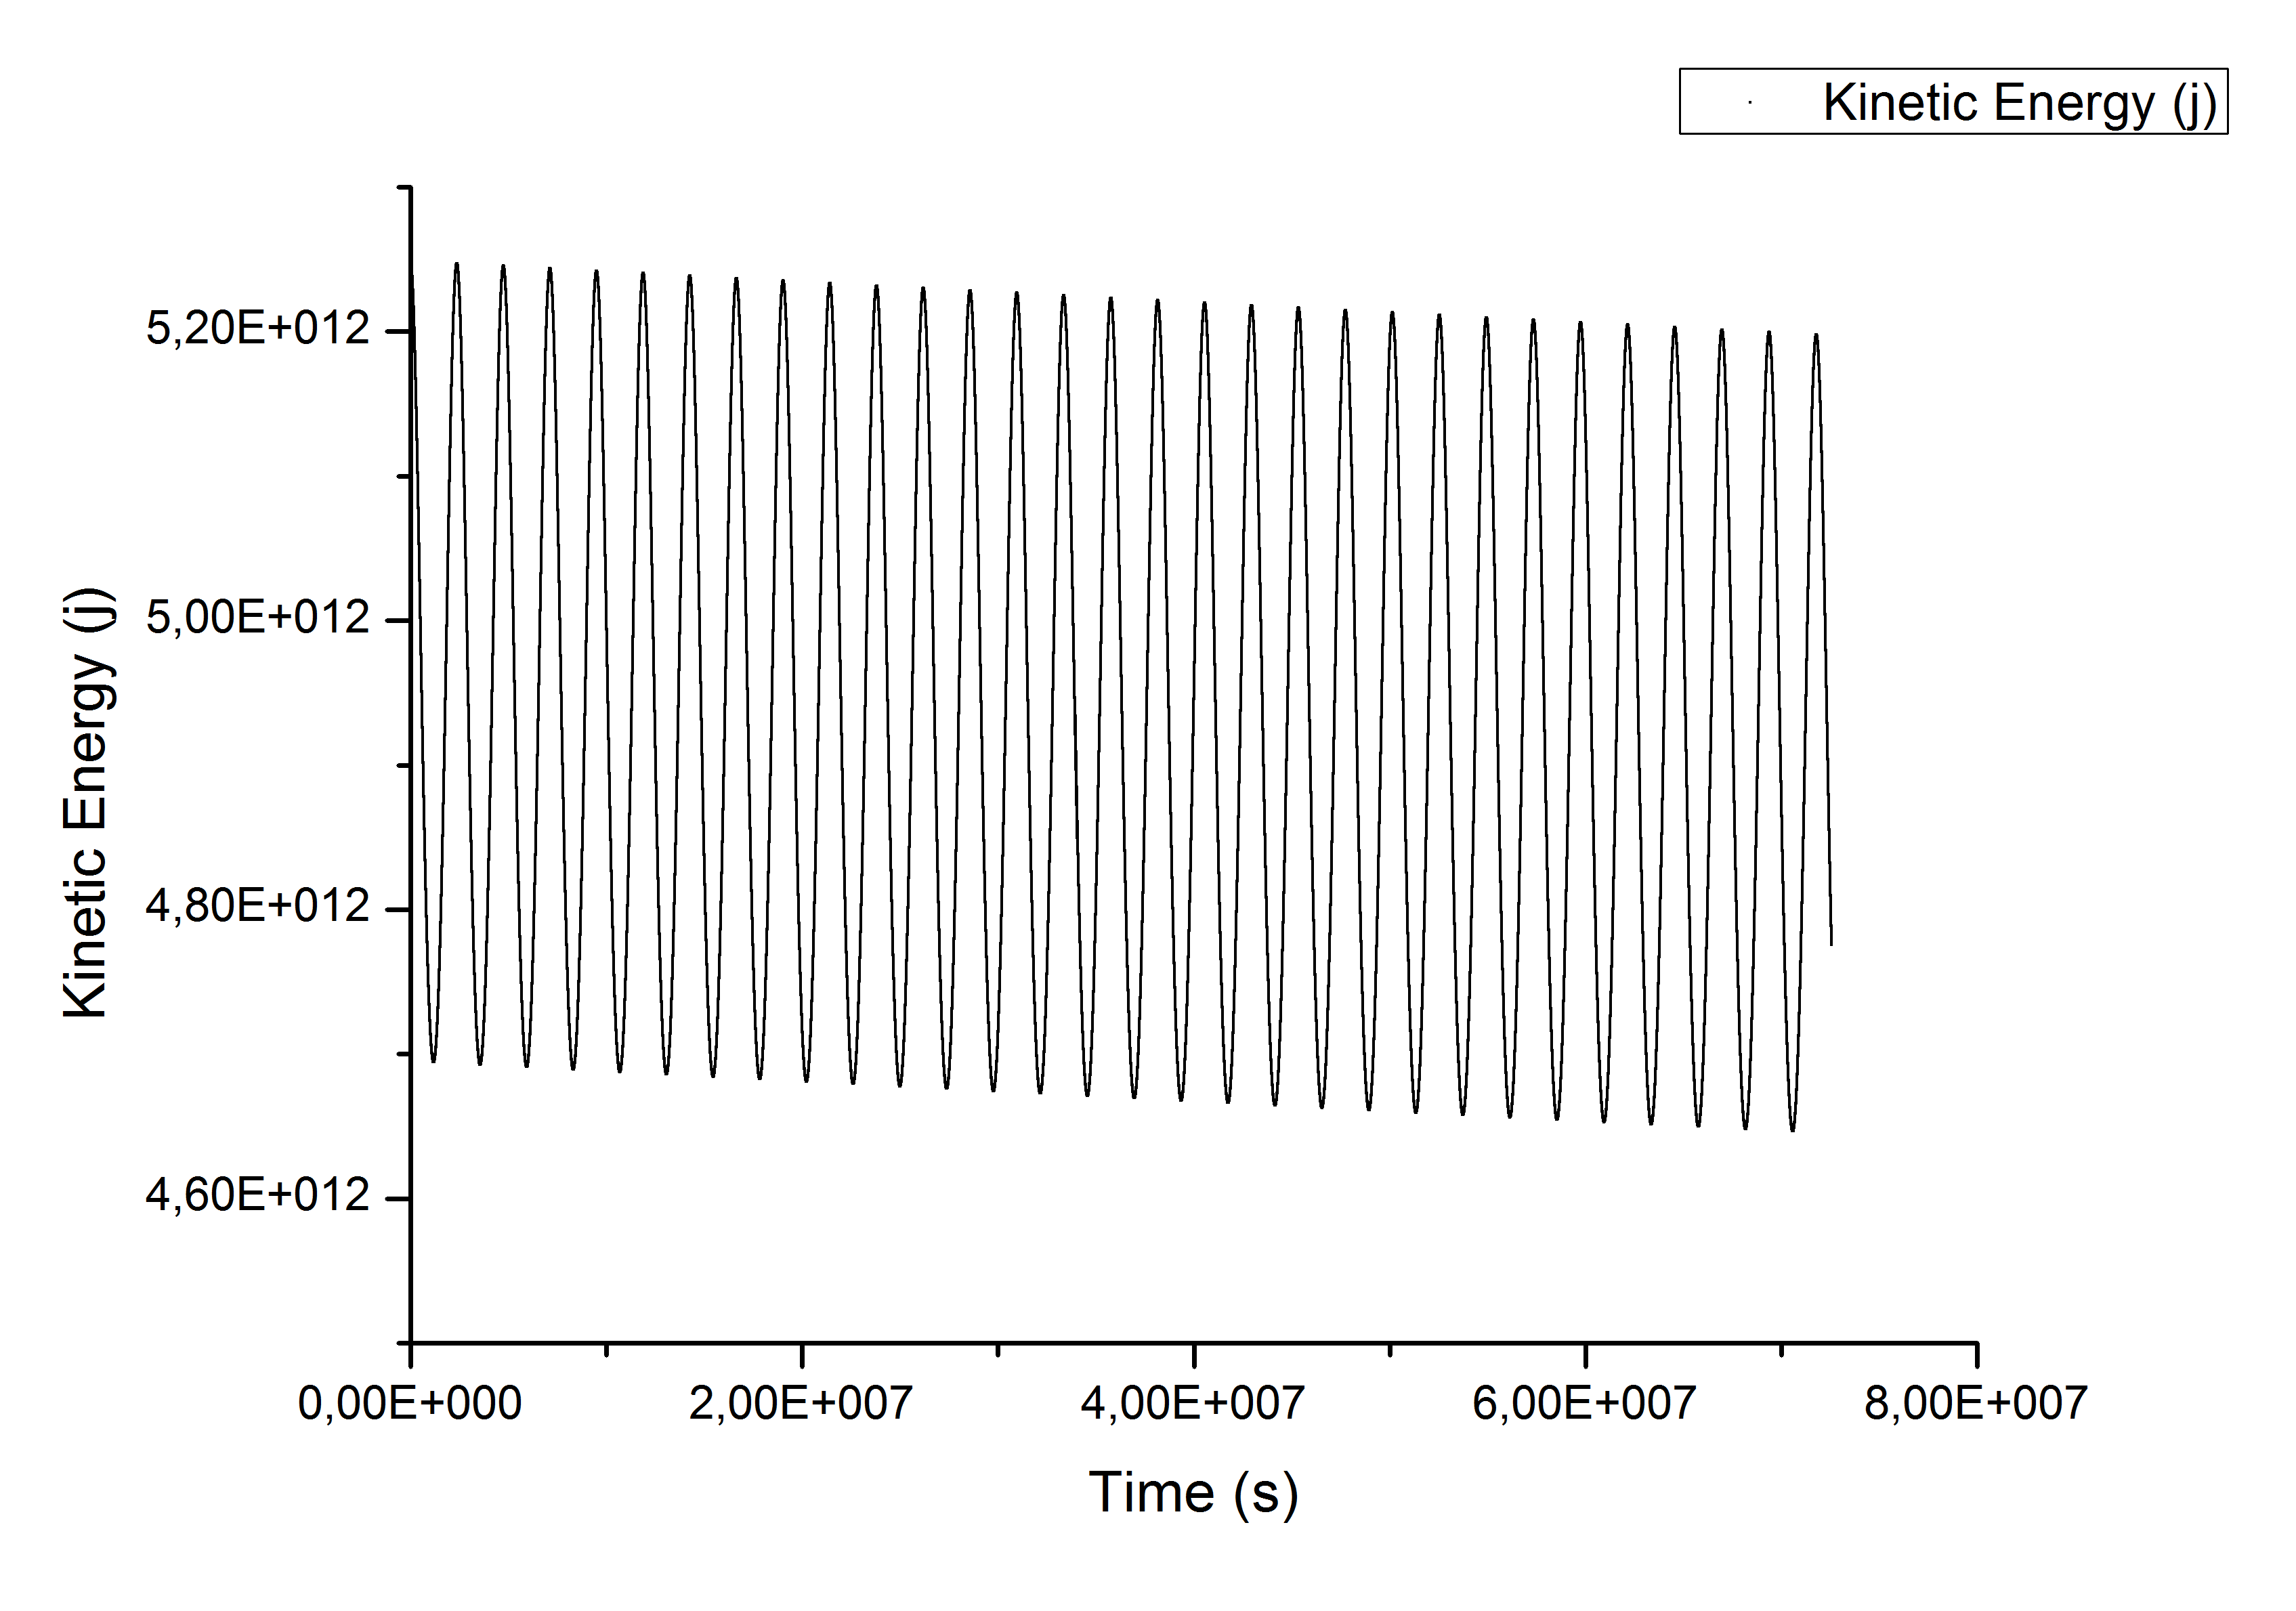 Kinetic Energy (j)
5,20E+012
5,00E+012
4,80E+012
4,60E+012
Kinetic Energy (j)
0,00E+000
2,00E+007
4,00E+007
6,00E+007
8,00E+007
Time (s)